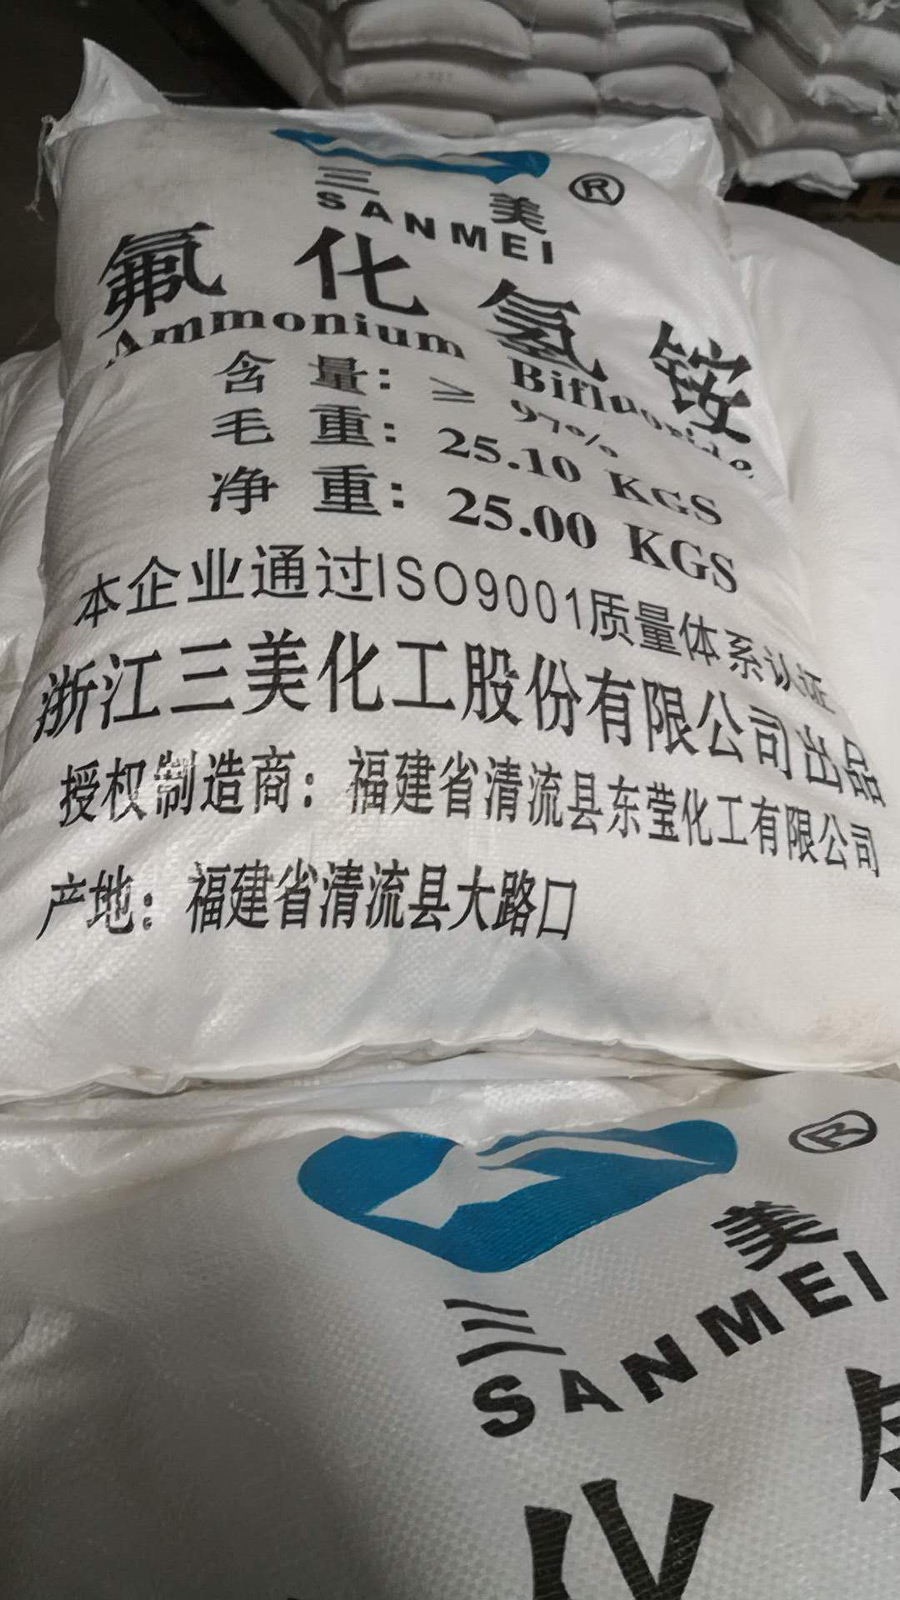 三美 ®
SANMEI
氟化氢铵
Ammonium Bifluoride
含量: ≥ 97%
毛重: 25.10 KGS
净重: 25.00 KGS
本企业通过ISO9001质量体系认证
浙江三美化工股份有限公司出品
授权制造商: 福建省清流县东莹化工有限公司
产地: 福建省清流县大路口
®
三美
SANMEI